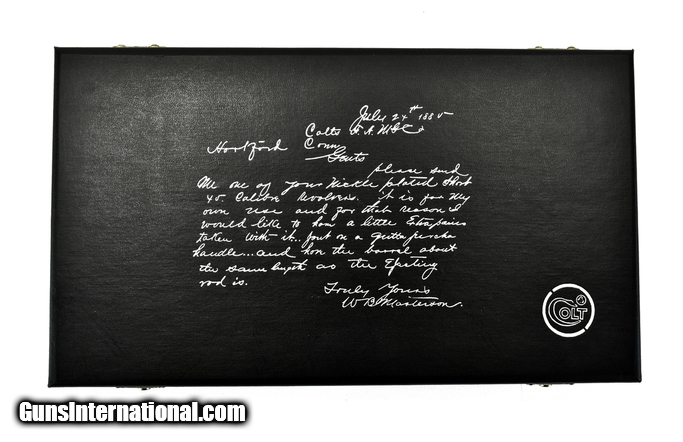 July 24th 1885
Colts F. A. Mfg Co
Hartford Conn
Gents
please send
Me one of your Nickle plated short
45 Calibre Revolvers. it is for my
own use and for that reason I
would like to have a little Extra pains
taken with it.. put on a gutta percha
handle... and have the barrel about
the same length as the Ejecting
rod is.
Truly Yours
W B Masterson.
COLT
GunsInternational.com